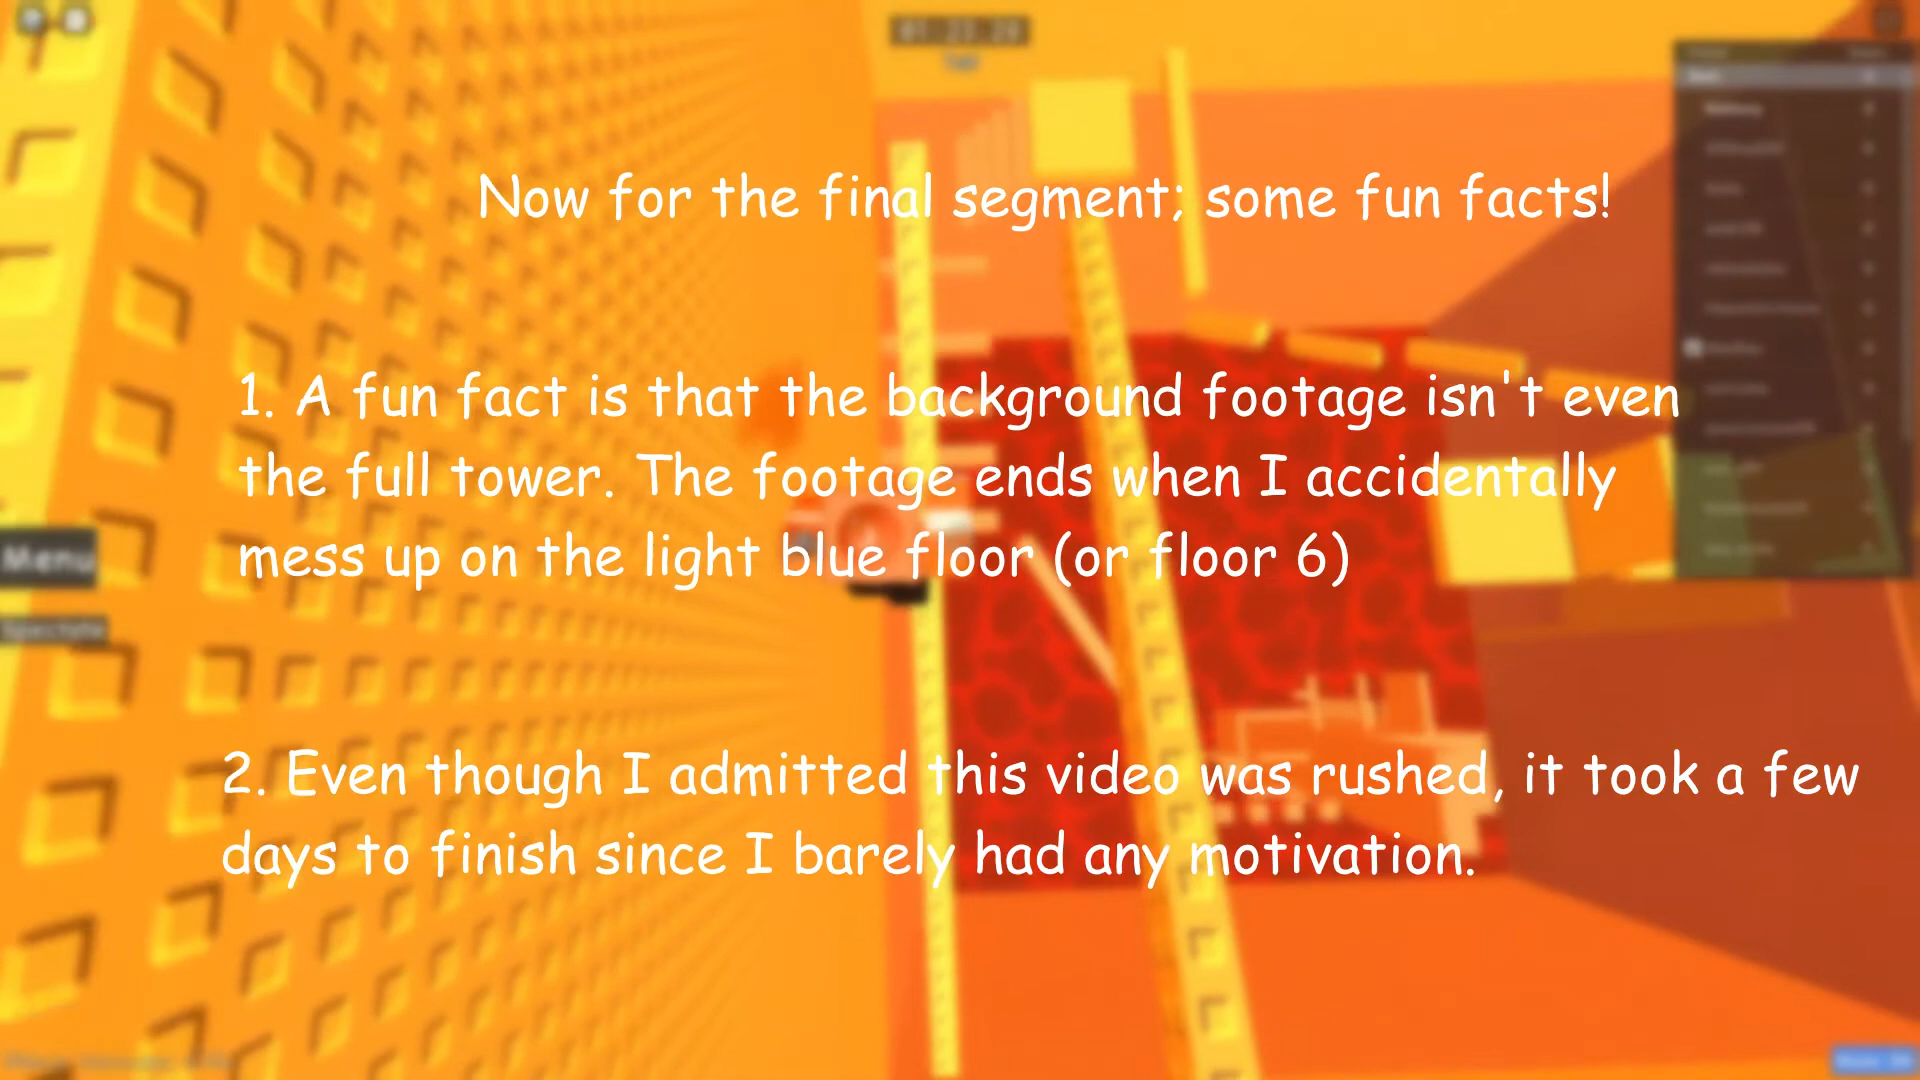 Now for the final segment; some fun facts!
1. A fun fact is that the background footage isn't even
the full tower. The footage ends when I accidentally
mess up on the light blue floor (or floor 6)
Menu
Spectate
2. Even though I admitted this video was rushed, it took a few
days to finish since I barely had any motivation.